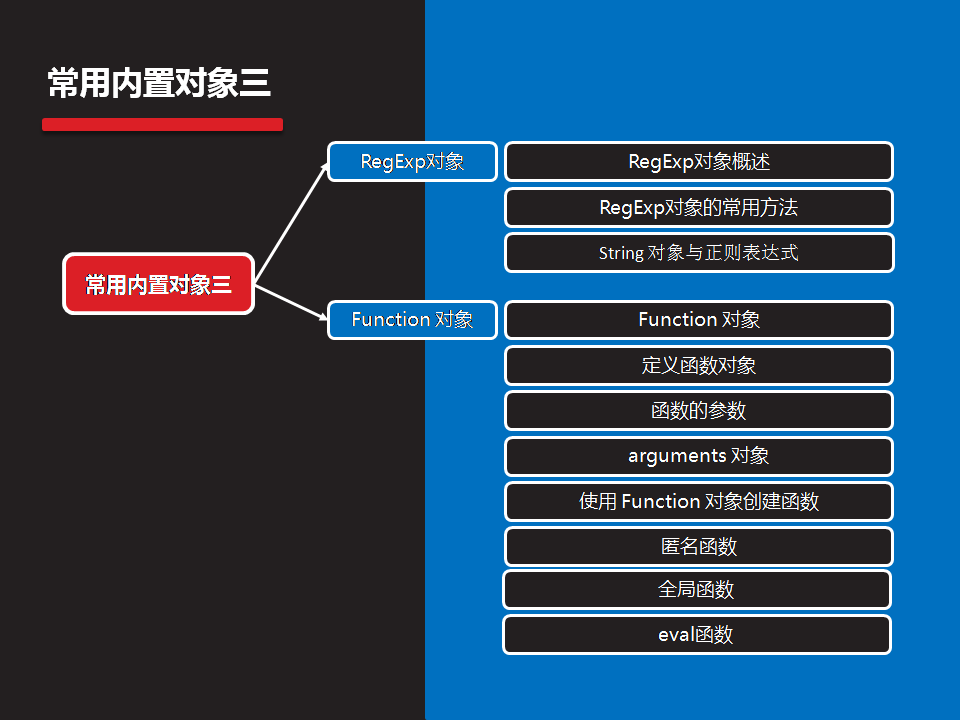 常用内置对象三
RegExp对象
RegExp对象概述
RegExp对象的常用方法
String 对象与正则表达式
常用内置对象三
Function 对象
Function 对象
定义函数对象
函数的参数
arguments 对象
使用 Function 对象创建函数
匿名函数
全局函数
eval函数